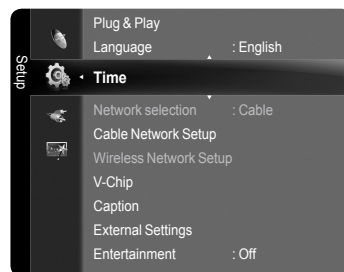 Setup
Plug & Play
Language : English
Time
Network selection : Cable
Cable Network Setup
Wireless Network Setup
V-Chip
Caption
External Settings
Entertainment : Off